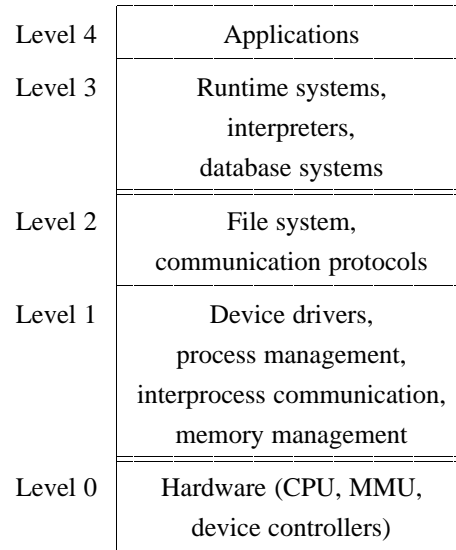 Level 4 Applications
Level 3 Runtime systems,
interpreters,
database systems
Level 2 File system,
communication protocols
Level 1 Device drivers,
process management,
interprocess communication,
memory management
Level 0 Hardware (CPU, MMU,
device controllers)